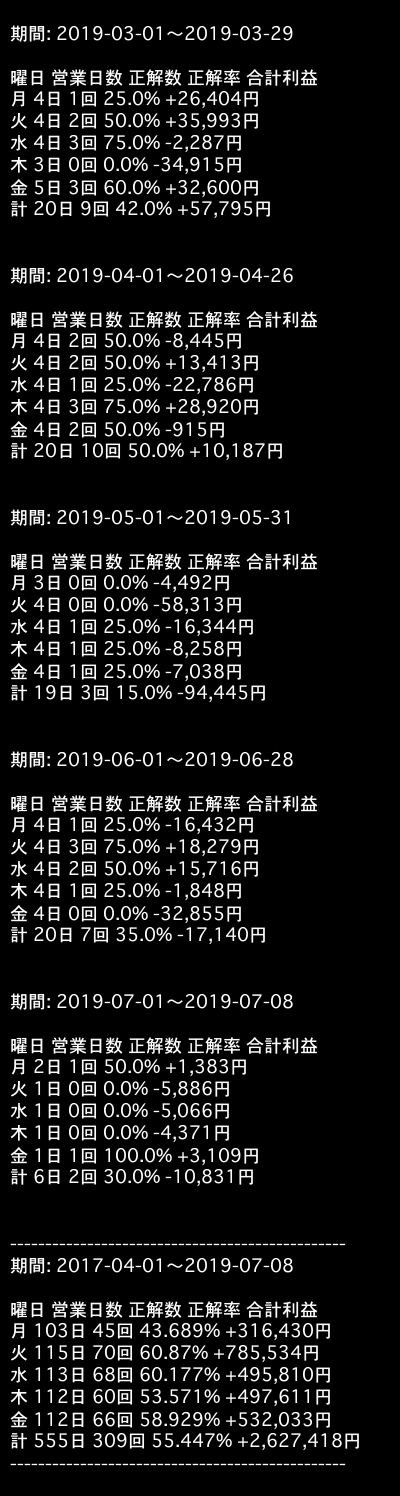 期間: 2019-03-01～2019-03-29
曜日 営業日数 正解数 正解率 合計利益
月 4日 1回 25.0% +26,404円
火 4日 2回 50.0% +35,993円
水 4日 3回 75.0% -2,287円
木 3日 0回 0.0% -34,915円
金 5日 3回 60.0% +32,600円
計 20日 9回 42.0% +57,795円
期間: 2019-04-01～2019-04-26
曜日 営業日数 正解数 正解率 合計利益
月 4日 2回 50.0% -8,445円
火 4日 2回 50.0% +13,413円
水 4日 1回 25.0% -22,786円
木 4日 3回 75.0% +28,920円
金 4日 2回 50.0% -915円
計 20日 10回 50.0% +10,187円
期間: 2019-05-01～2019-05-31
曜日 営業日数 正解数 正解率 合計利益
月 3日 0回 0.0% -4,492円
火 4日 0回 0.0% -58,313円
水 4日 1回 25.0% -16,344円
木 4日 1回 25.0% -8,258円
金 4日 1回 25.0% -7,038円
計 19日 3回 15.0% -94,445円
期間: 2019-06-01～2019-06-28
曜日 営業日数 正解数 正解率 合計利益
月 4日 1回 25.0% -16,432円
火 4日 3回 75.0% +18,279円
水 4日 2回 50.0% +15,716円
木 4日 1回 25.0% -1,848円
金 4日 0回 0.0% -32,855円
計 20日 7回 35.0% -17,140円
期間: 2019-07-01～2019-07-08
曜日 営業日数 正解数 正解率 合計利益
月 2日 1回 50.0% +1,383円
火 1日 0回 0.0% -5,886円
水 1日 0回 0.0% -5,066円
木 1日 0回 0.0% -4,371円
金 1日 1回 100.0% +3,109円
計 6日 2回 30.0% -10,831円
------------------------------------------------
期間: 2017-04-01～2019-07-08
曜日 営業日数 正解数 正解率 合計利益
月 103日 45回 43.689% +316,430円
火 115日 70回 60.87% +785,534円
水 113日 68回 60.177% +495,810円
木 112日 60回 53.571% +497,611円
金 112日 66回 58.929% +532,033円
計 555日 309回 55.447% +2,627,418円
------------------------------------------------